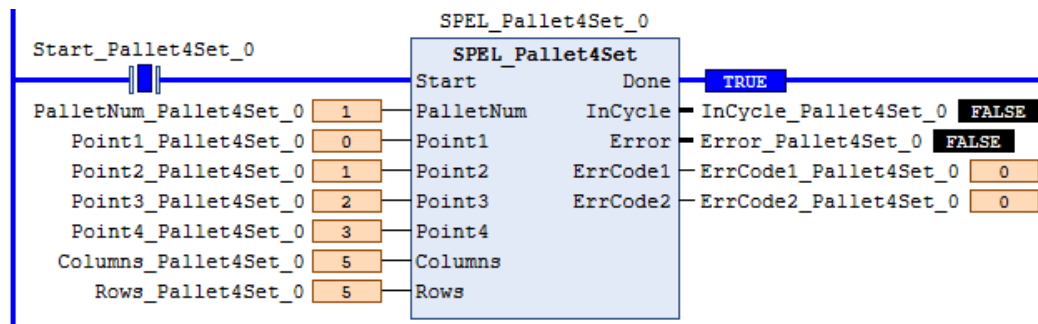 SPEL_Pallet4Set_0
Start_Pallet4Set_0 SPEL_Pallet4Set
Start Done TRUE
PalletNum_Pallet4Set_0 1 PalletNum InCycle InCycle_Pallet4Set_0 FALSE
Point1_Pallet4Set_0 0 Point1 Error Error_Pallet4Set_0 FALSE
Point2_Pallet4Set_0 1 Point2 ErrCode1 ErrCode1_Pallet4Set_0 0
Point3_Pallet4Set_0 2 Point3 ErrCode2 ErrCode2_Pallet4Set_0 0
Point4_Pallet4Set_0 3 Point4
Columns_Pallet4Set_0 5 Columns
Rows_Pallet4Set_0 5 Rows